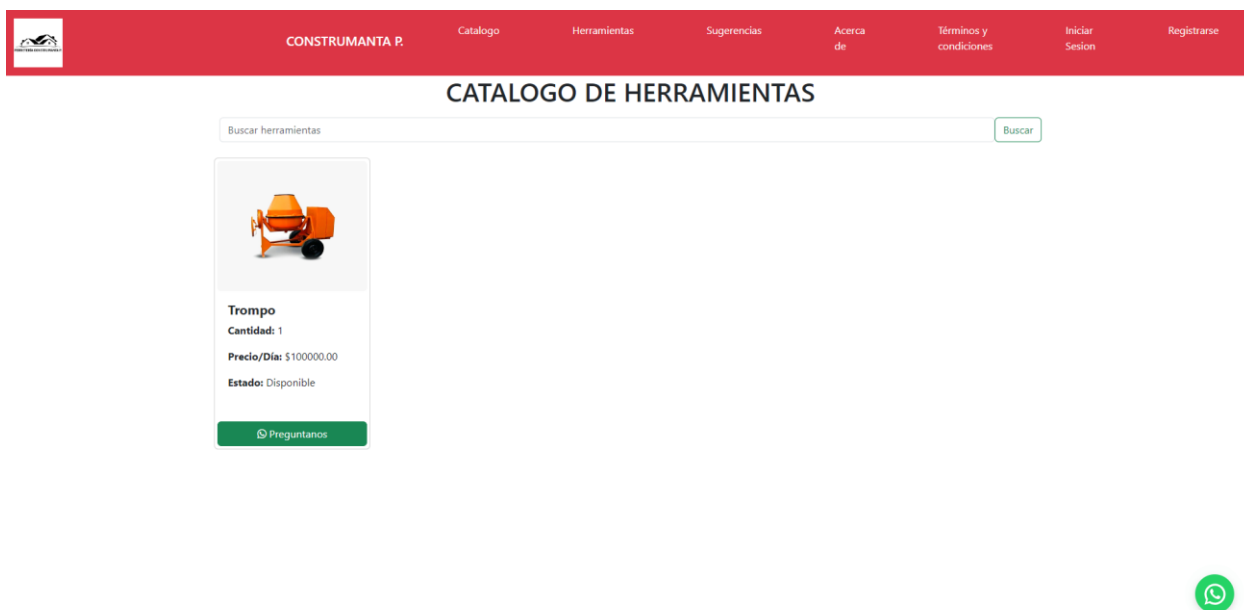 CONSTRUMANTA P.
Catalogo
Herramientas
Sugerencias
Acerca
de
Términos y
condiciones
Iniciar
Sesion
Registrarse
CATALOGO DE HERRAMIENTAS
Buscar herramientas
Buscar
Trompo
Cantidad: 1
Precio/Día: $100000.00
Estado: Disponible
Preguntanos